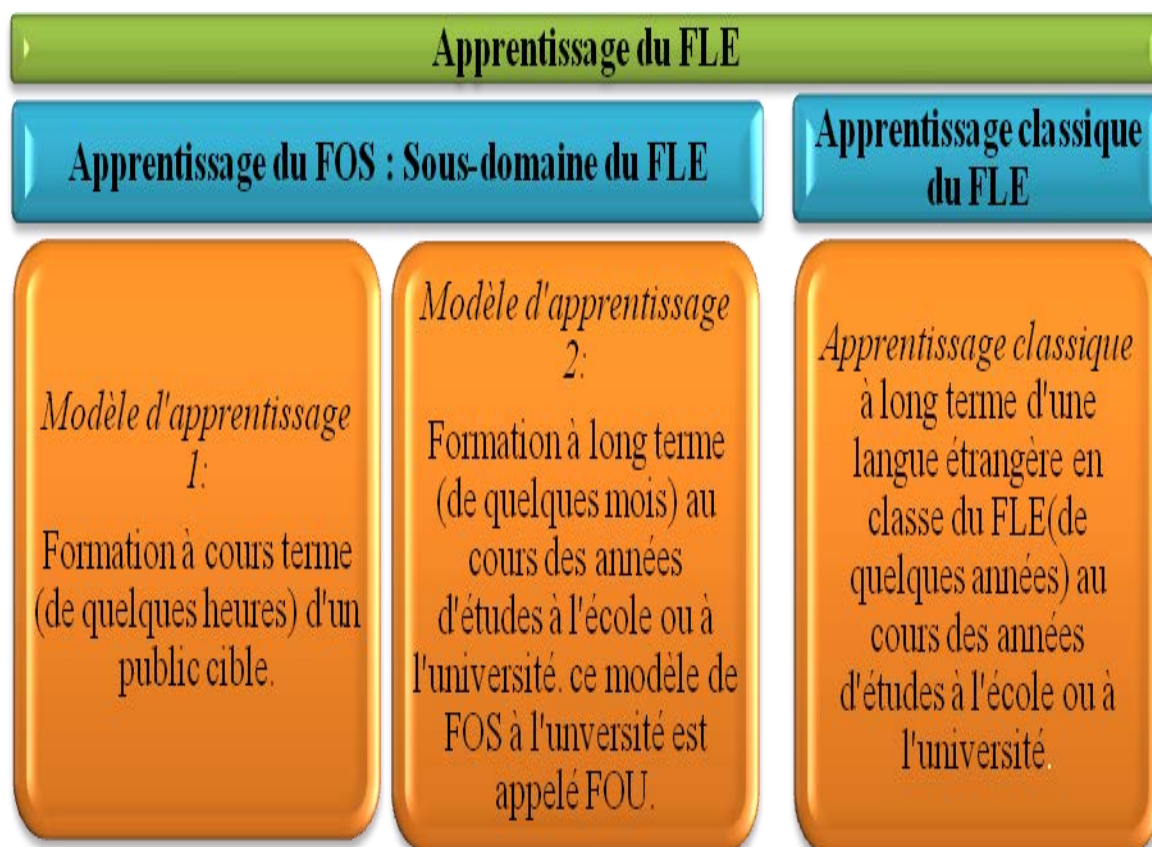 Apprentissage du FLE
Apprentissage du FOS : Sous-domaine du FLE
Apprentissage classique
du FLE
Modèle d'apprentissage
1:
Formation à cours terme
(de quelques heures) d'un
public cible.
Modèle d'apprentissage
2:
Formation à long terme
(de quelques mois) au
cours des années
d'études à l'école ou à
l'université. ce modèle de
FOS à l'unversité est
appelé FOU.
Apprentissage classique
à long terme d'une
langue étrangère en
classe du FLE(de
quelques années) au
cours des années
d'études à l'école ou à
l'université.